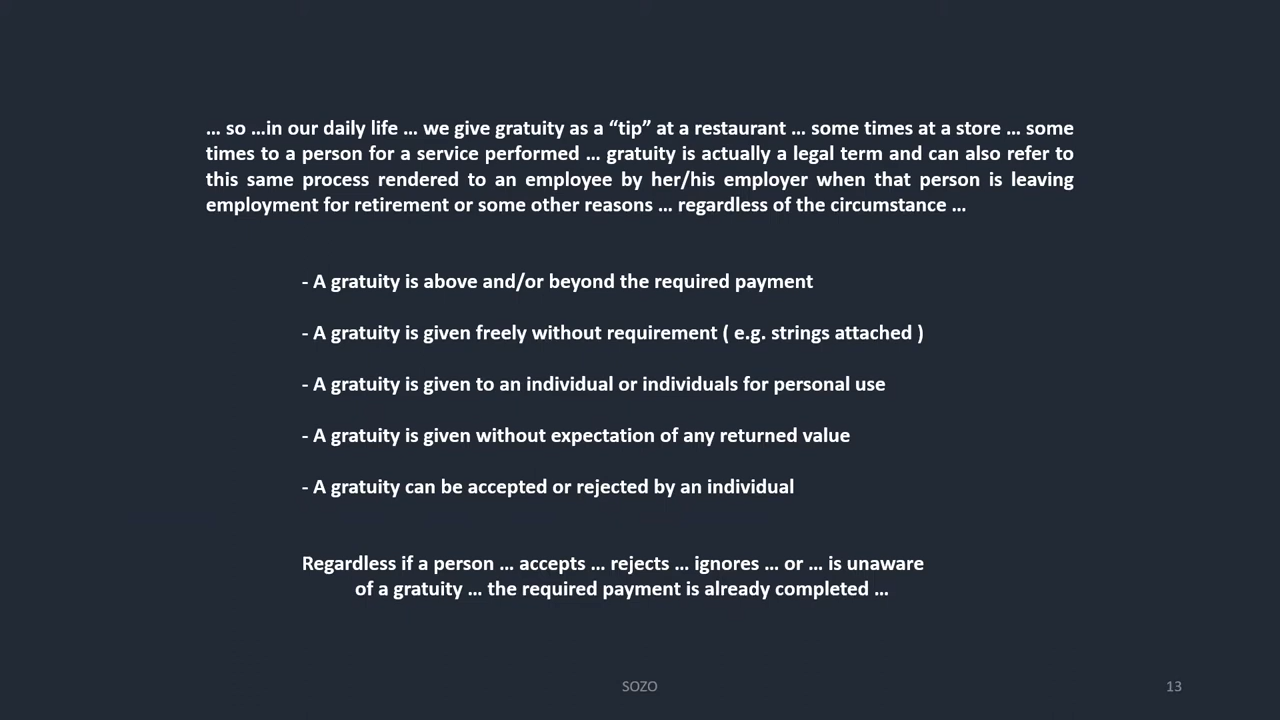 … so …in our daily life … we give gratuity as a “tip” at a restaurant … some times at a store … some
times to a person for a service performed … gratuity is actually a legal term and can also refer to
this same process rendered to an employee by her/his employer when that person is leaving
employment for retirement or some other reasons … regardless of the circumstance …
- A gratuity is above and/or beyond the required payment
- A gratuity is given freely without requirement ( e.g. strings attached )
- A gratuity is given to an individual or individuals for personal use
- A gratuity is given without expectation of any returned value
- A gratuity can be accepted or rejected by an individual
Regardless if a person … accepts … rejects … ignores … or … is unaware
of a gratuity … the required payment is already completed …
SOZO
13